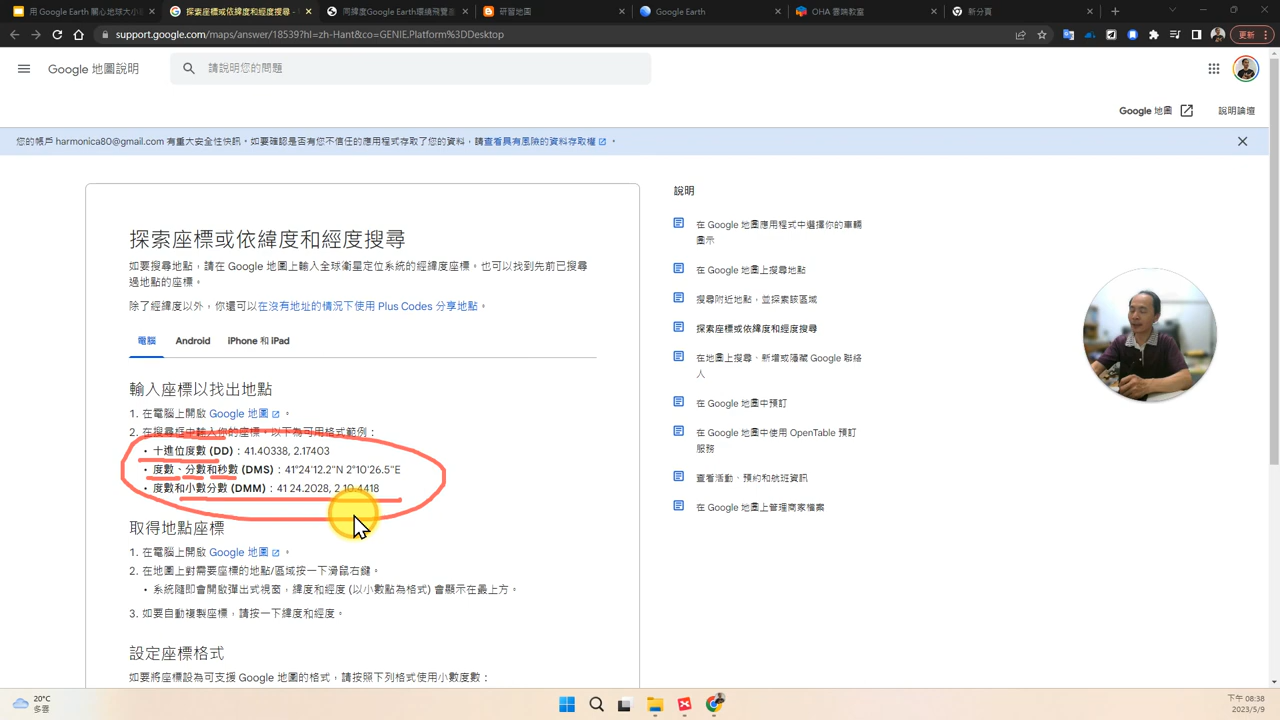 用 Google Earth 關心地球大小
探索座標或依緯度和經度搜尋 -
同緯度Google Earth環繞飛覽
研習地圖
Google Earth
OHA 雲端教室
新分頁
support.google.com/maps/answer/18539?hl=zh-Hant&co=GENIE.Platform%3DDesktop
更新
Google 地圖說明
請說明您的問題
Google 地圖
說明論壇
您的帳戶 harmonica80@gmail.com 有重大安全性快訊。如要確認是否有您不信任的應用程式存取了您的資料，請查看具有風險的資料存取權。
探索座標或依緯度和經度搜尋
如要搜尋地點，請在 Google 地圖上輸入全球衛星定位系統的經緯度座標。也可以找到先前已搜尋
過地點的座標。
除了經緯度以外，你還可以在沒有地址的情況下使用 Plus Codes 分享地點。
電腦
Android
iPhone 和 iPad
輸入座標以找出地點
1. 在電腦上開啟 Google 地圖。
2. 在搜尋框中輸入你的座標。以下為可用格式範例：
• 十進位度數 (DD)：41.40338, 2.17403
• 度數、分數和秒數 (DMS)：41°24'12.2"N 2°10'26.5"E
• 度數和小數分數 (DMM)：41 24.2028, 2 10.4418
取得地點座標
1. 在電腦上開啟 Google 地圖。
2. 在地圖上對需要座標的地點/區域按一下滑鼠右鍵。
• 系統隨即會開啟彈出式視窗，緯度和經度 (以小數點為格式) 會顯示在最上方。
3. 如要自動複製座標，請按一下緯度和經度。
設定座標格式
如要將座標設為可支援 Google 地圖的格式，請按照下列格式使用小數度數：
說明
在 Google 地圖應用程式中選擇你的車輛
圖示
在 Google 地圖上搜尋地點
搜尋附近地點，並探索該區域
探索座標或依緯度和經度搜尋
在地圖上搜尋、新增或隱藏 Google 聯絡
人
在 Google 地圖中預訂
在 Google 地圖中使用 OpenTable 預訂
服務
查看活動、預約和航班資訊
在 Google 地圖上管理商家檔案
20°C
多雲
下午 08:38
2023/5/9